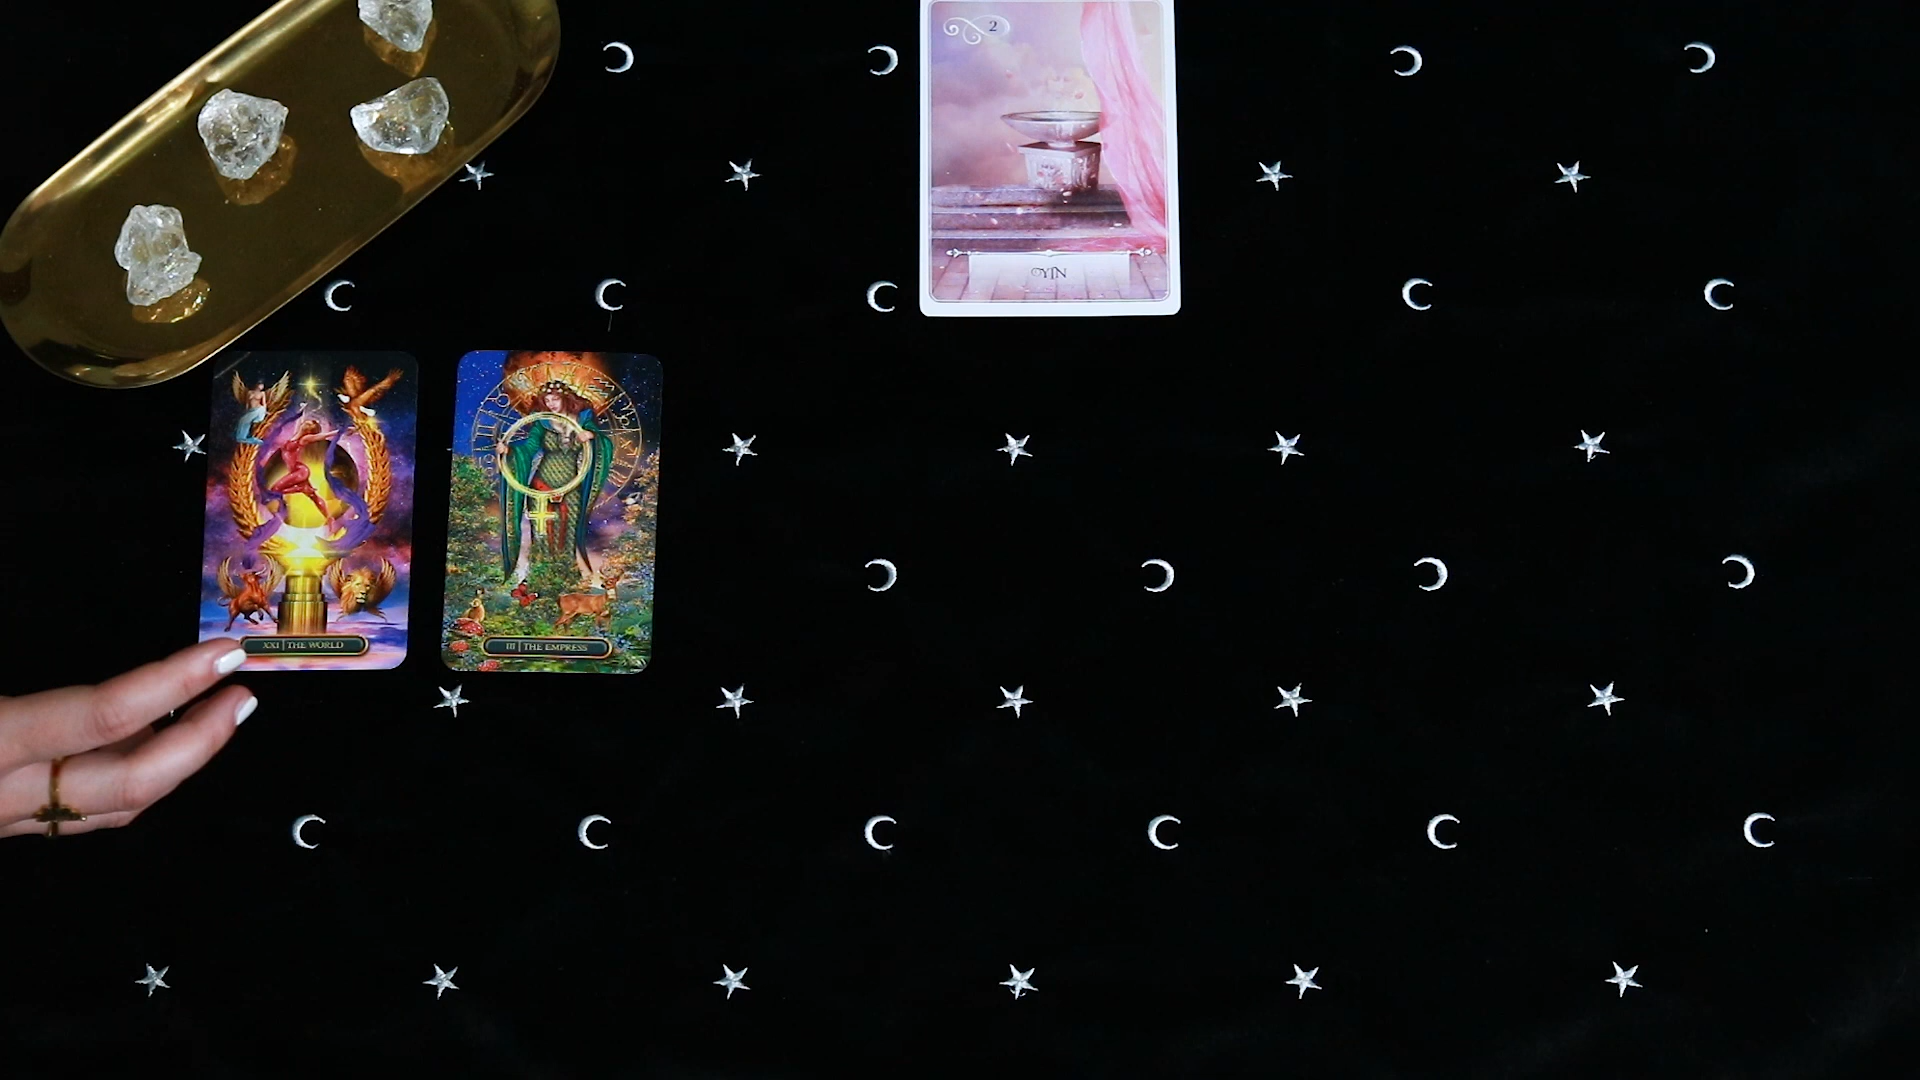 2
YIN
XXI | THE WORLD
III | THE EMPRESS